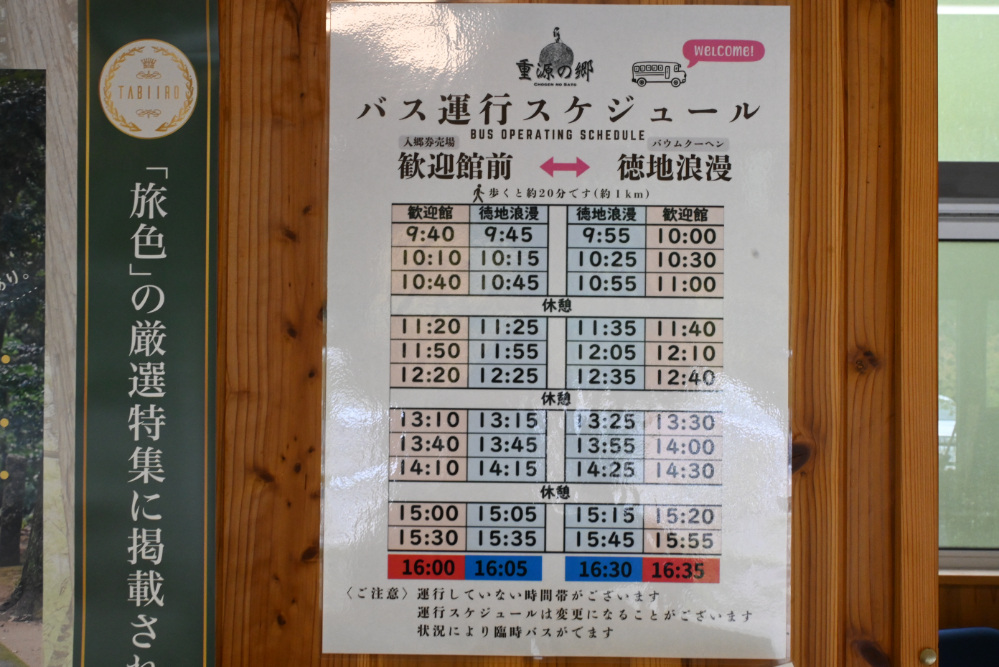 TABIIRO
「旅色」の厳選特集に掲載され
り。
重源の郷
CHOGEN NO SATO
WELCOME!
バス運行スケジュール
BUS OPERATING SCHEDULE
入郷券売場 バウムクーヘン
歓迎館前 徳地浪漫
歩くと約20分です(約1km)
歓迎館 徳地浪漫 徳地浪漫 歓迎館
9:40 9:45 9:55 10:00
10:10 10:15 10:25 10:30
10:40 10:45 10:55 11:00
休憩
11:20 11:25 11:35 11:40
11:50 11:55 12:05 12:10
12:20 12:25 12:35 12:40
休憩
13:10 13:15 13:25 13:30
13:40 13:45 13:55 14:00
14:10 14:15 14:25 14:30
休憩
15:00 15:05 15:15 15:20
15:30 15:35 15:45 15:55
16:00 16:05 16:30 16:35
〈ご注意〉運行していない時間帯がございます
運行スケジュールは変更になることがございます
状況により臨時バスがでます